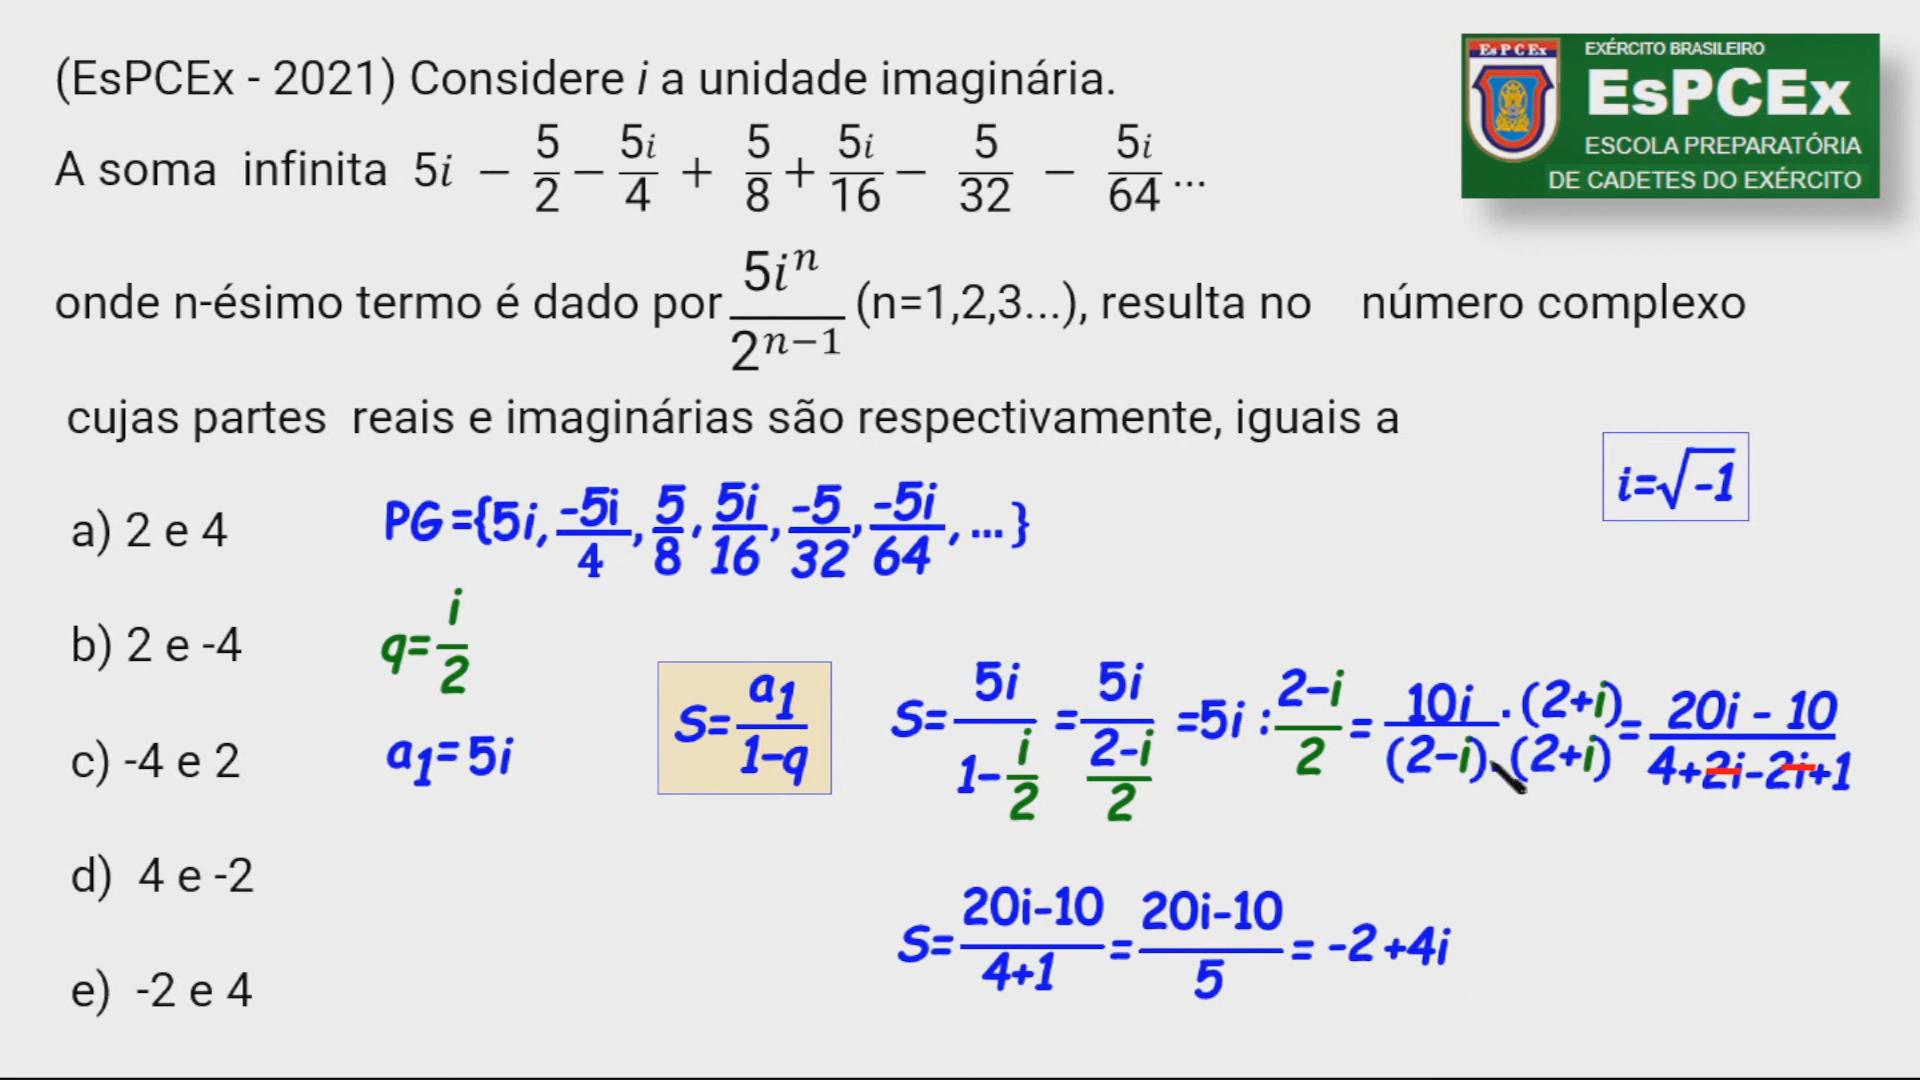 (EsPCEx - 2021) Considere i a unidade imaginária.
A soma infinita 5i − 5/2 − 5i/4 + 5/8 + 5i/16 − 5/32 − 5i/64 ...
onde n-ésimo termo é dado por 5i^n/2^(n−1) (n=1,2,3...), resulta no número complexo
cujas partes reais e imaginárias são respectivamente, iguais a
EsPCEx
EXÉRCITO BRASILEIRO
EsPCEx
ESCOLA PREPARATÓRIA
DE CADETES DO EXÉRCITO
i=√-1
a) 2 e 4
b) 2 e -4
c) -4 e 2
d) 4 e -2
e) -2 e 4
PG={5i, -5i/4, 5/8, 5i/16, -5/32, -5i/64, ... }
q=i/2
a₁=5i
S=a₁/(1-q)
S=5i/(1-i/2) =5i/((2-i)/2) =5i : (2-i)/2 = 10i/(2-i) . (2+i)/(2+i) = (20i - 10)/(4+2i-2i+1)
S=(20i-10)/(4+1) = (20i-10)/5 = -2+4i